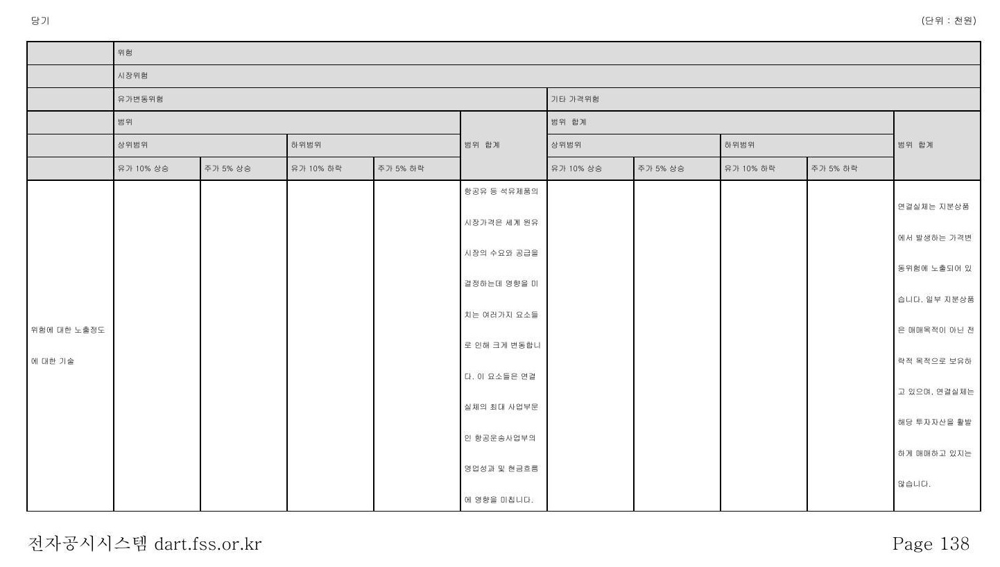 당기
(단위 : 천원)
위험
시장위험
유가변동위험
기타 가격위험
범위
범위 합계
범위 합계
범위 합계
상위범위
하위범위
상위범위
하위범위
유가 10% 상승
주가 5% 상승
유가 10% 하락
주가 5% 하락
유가 10% 상승
주가 5% 상승
유가 10% 하락
주가 5% 하락
위험에 대한 노출정도
에 대한 기술
항공유 등 석유제품의
시장가격은 세계 원유
시장의 수요와 공급을
결정하는데 영향을 미
치는 여러가지 요소들
로 인해 크게 변동합니
다. 이 요소들은 연결
실체의 최대 사업부문
인 항공운송사업부의
영업성과 및 현금흐름
에 영향을 미칩니다.
연결실체는 지분상품
에서 발생하는 가격변
동위험에 노출되어 있
습니다. 일부 지분상품
은 매매목적이 아닌 전
략적 목적으로 보유하
고 있으며, 연결실체는
해당 투자자산을 활발
하게 매매하고 있지는
않습니다.
전자공시시스템 dart.fss.or.kr
Page 138